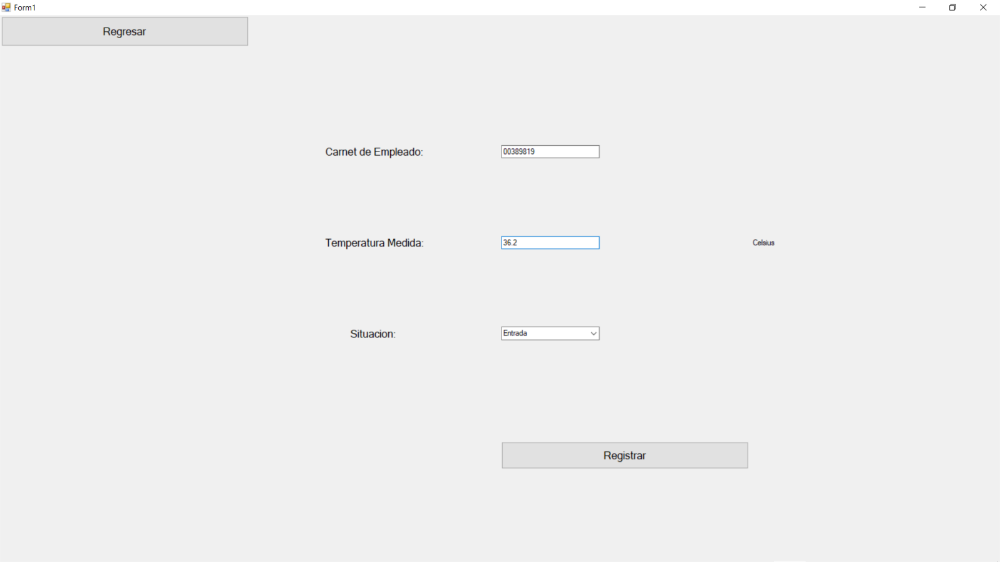 Form1
Regresar
Carnet de Empleado: 00389819
Temperatura Medida: 36.2 Celsius
Situacion: Entrada
Registrar